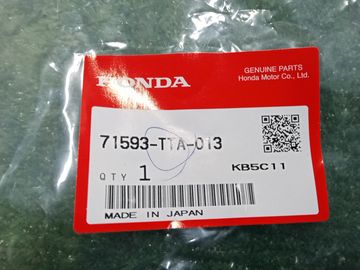 HONDA
GENUINE PARTS
Honda Motor Co., Ltd.
71593-TTA-013
QTY 1
KB5C11
MADE IN JAPAN